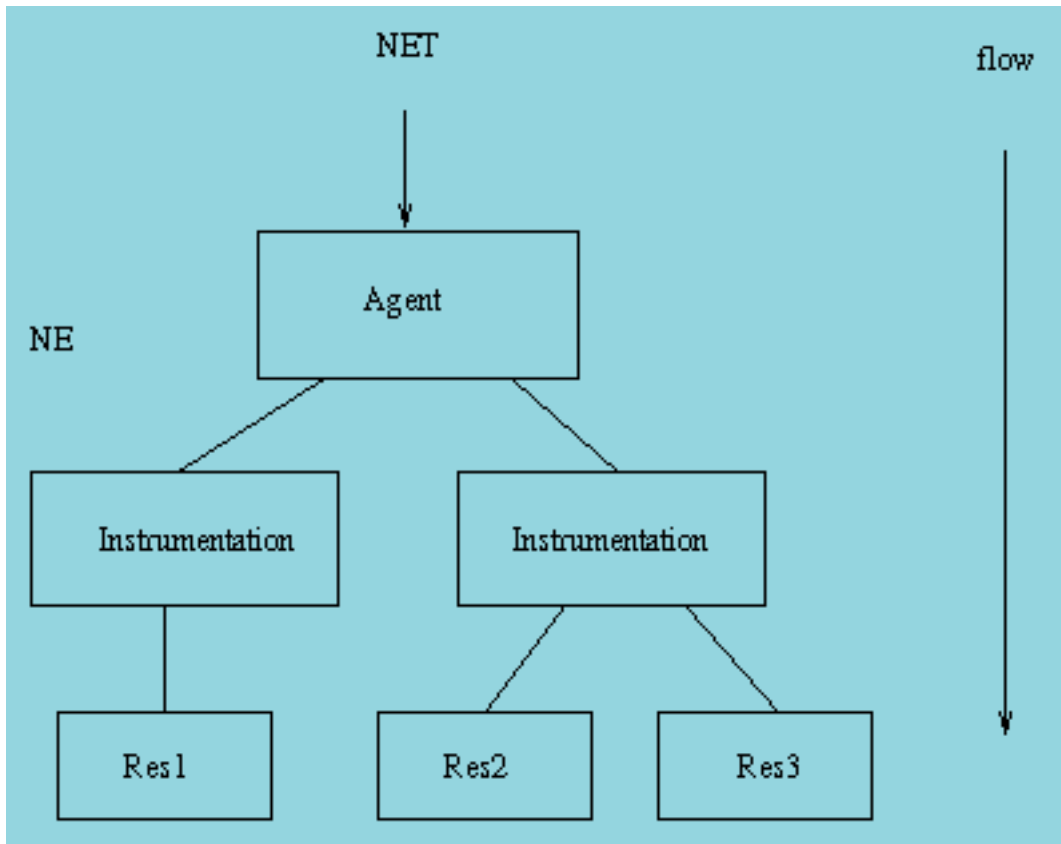 NET
flow
Agent
NE
Instrumentation
Instrumentation
Res1
Res2
Res3